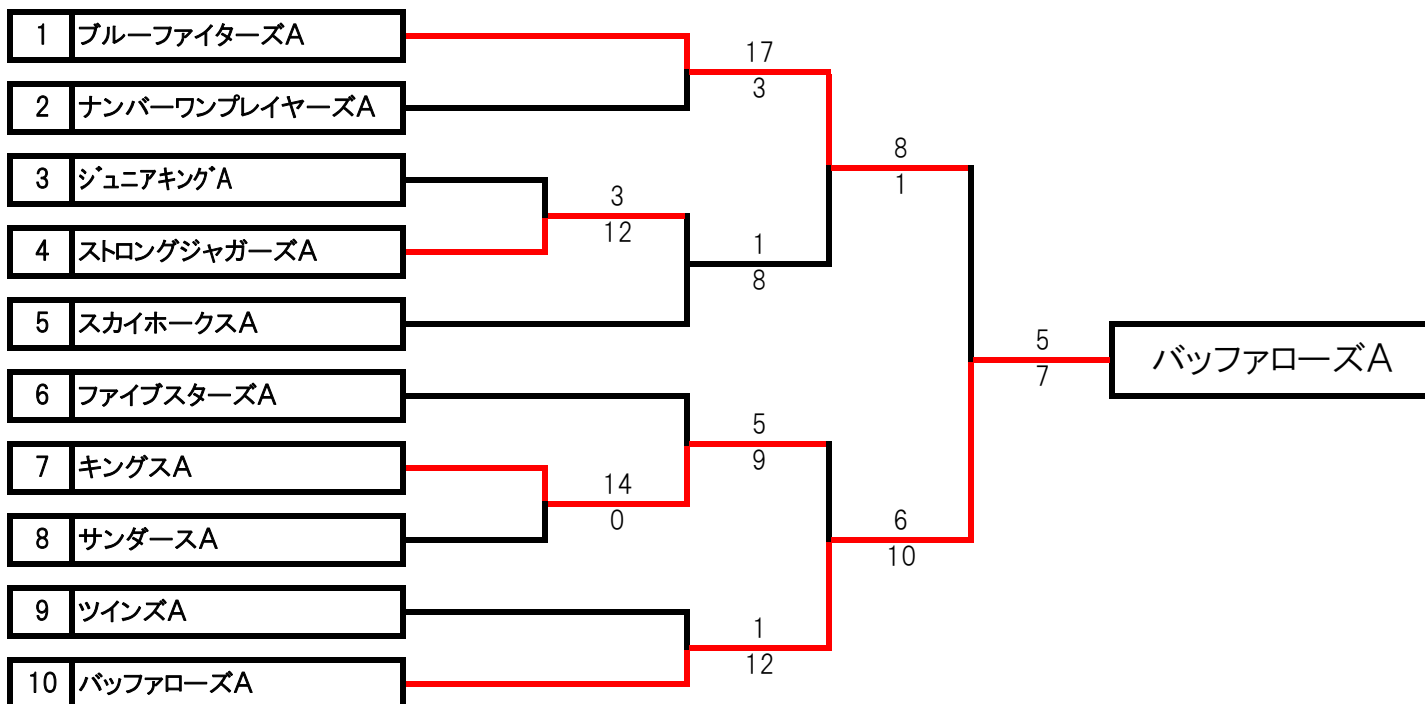 1 ブルーファイターズA
17
3
2 ナンバーワンプレイヤーズA
8
1
3 ジュニアキングA
3
12
4 ストロングジャガーズA
1
8
5 スカイホークスA
5
7
バッファローズA
6 ファイブスターズA
5
9
7 キングスA
14
0
8 サンダースA
6
10
9 ツインズA
1
12
10 バッファローズA